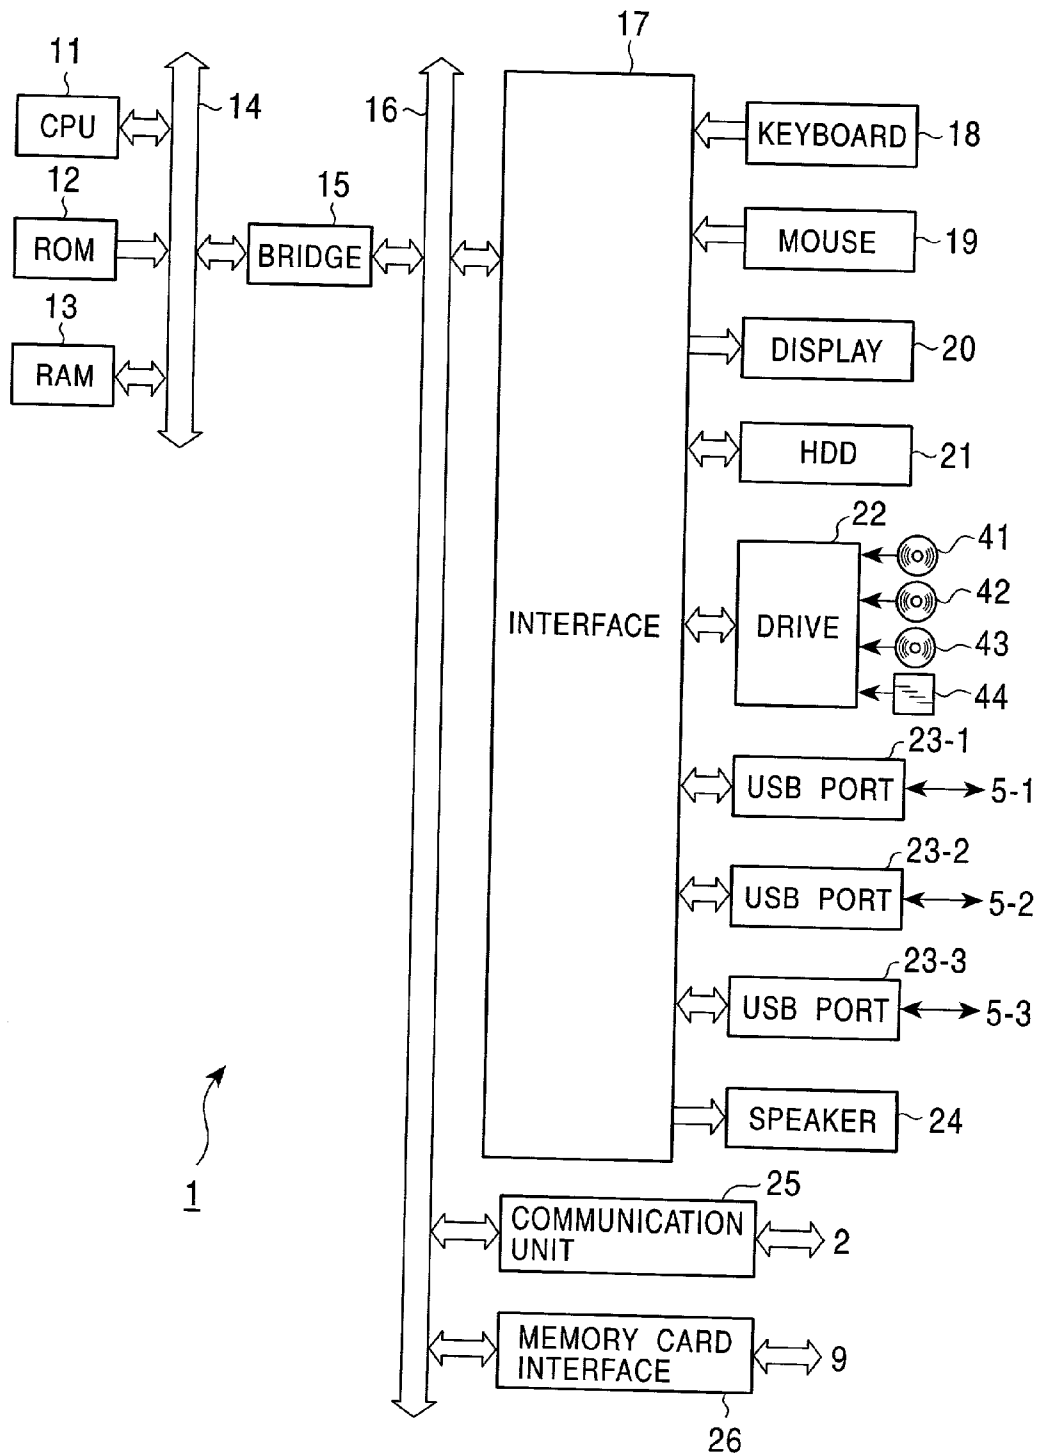 17
11
14
16
CPU
KEYBOARD
18
12
15
ROM
BRIDGE
MOUSE
19
13
RAM
DISPLAY
20
HDD
21
22
41
42
INTERFACE
DRIVE
43
44
23-1
USB PORT
5-1
23-2
USB PORT
5-2
23-3
USB PORT
5-3
SPEAKER
24
1
25
COMMUNICATION
UNIT
2
MEMORY CARD
INTERFACE
9
26